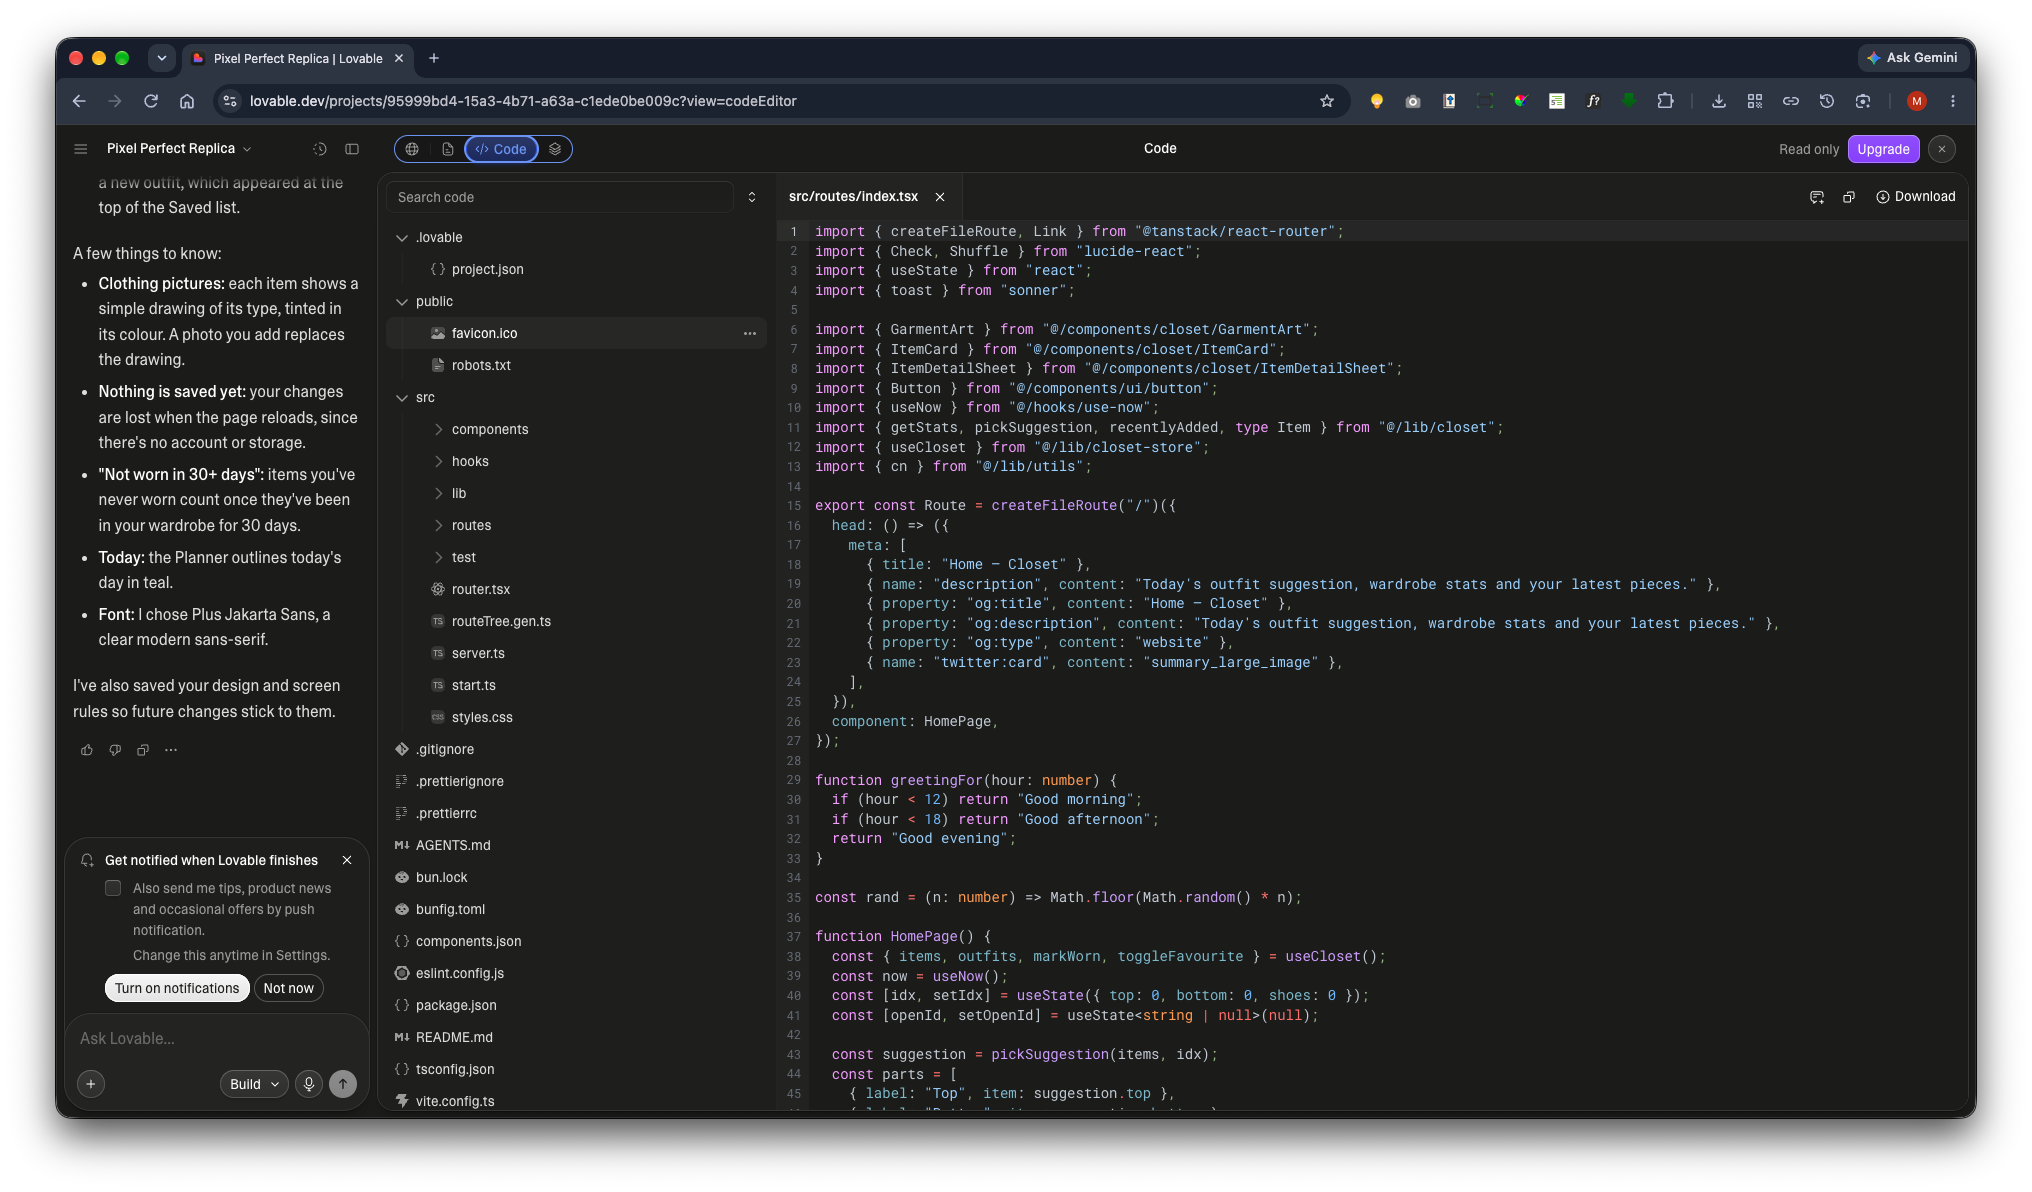 Pixel Perfect Replica | Lovable
Ask Gemini
lovable.dev/projects/95999bd4-15a3-4b71-a63a-c1ede0be009c?view=codeEditor
f?
M
Pixel Perfect Replica
Code
Code
Read only
Upgrade
a new outfit, which appeared at the
top of the Saved list.
A few things to know:
• Clothing pictures: each item shows a
simple drawing of its type, tinted in
its colour. A photo you add replaces
the drawing.
• Nothing is saved yet: your changes
are lost when the page reloads, since
there's no account or storage.
• "Not worn in 30+ days": items you've
never worn count once they've been
in your wardrobe for 30 days.
• Today: the Planner outlines today's
day in teal.
• Font: I chose Plus Jakarta Sans, a
clear modern sans-serif.
I've also saved your design and screen
rules so future changes stick to them.
Get notified when Lovable finishes
Also send me tips, product news
and occasional offers by push
notification.
Change this anytime in Settings.
Turn on notifications
Not now
Ask Lovable...
Build
Search code
.lovable
{} project.json
public
favicon.ico
robots.txt
src
components
hooks
lib
routes
test
router.tsx
TS routeTree.gen.ts
TS server.ts
TS start.ts
CSS styles.css
.gitignore
.prettierignore
.prettierrc
M↓ AGENTS.md
bun.lock
bunfig.toml
{} components.json
eslint.config.js
{} package.json
M↓ README.md
{} tsconfig.json
vite.config.ts
src/routes/index.tsx
Download
1 import { createFileRoute, Link } from "@tanstack/react-router";
2 import { Check, Shuffle } from "lucide-react";
3 import { useState } from "react";
4 import { toast } from "sonner";
5
6 import { GarmentArt } from "@/components/closet/GarmentArt";
7 import { ItemCard } from "@/components/closet/ItemCard";
8 import { ItemDetailSheet } from "@/components/closet/ItemDetailSheet";
9 import { Button } from "@/components/ui/button";
10 import { useNow } from "@/hooks/use-now";
11 import { getStats, pickSuggestion, recentlyAdded, type Item } from "@/lib/closet";
12 import { useCloset } from "@/lib/closet-store";
13 import { cn } from "@/lib/utils";
14
15 export const Route = createFileRoute("/")({
16 head: () => ({
17 meta: [
18 { title: "Home — Closet" },
19 { name: "description", content: "Today's outfit suggestion, wardrobe stats and your latest pieces." },
20 { property: "og:title", content: "Home — Closet" },
21 { property: "og:description", content: "Today's outfit suggestion, wardrobe stats and your latest pieces." },
22 { property: "og:type", content: "website" },
23 { name: "twitter:card", content: "summary_large_image" },
24 ],
25 }),
26 component: HomePage,
27 });
28
29 function greetingFor(hour: number) {
30 if (hour < 12) return "Good morning";
31 if (hour < 18) return "Good afternoon";
32 return "Good evening";
33 }
34
35 const rand = (n: number) => Math.floor(Math.random() * n);
36
37 function HomePage() {
38 const { items, outfits, markWorn, toggleFavourite } = useCloset();
39 const now = useNow();
40 const [idx, setIdx] = useState({ top: 0, bottom: 0, shoes: 0 });
41 const [openId, setOpenId] = useState<string | null>(null);
42
43 const suggestion = pickSuggestion(items, idx);
44 const parts = [
45 { label: "Top", item: suggestion.top },